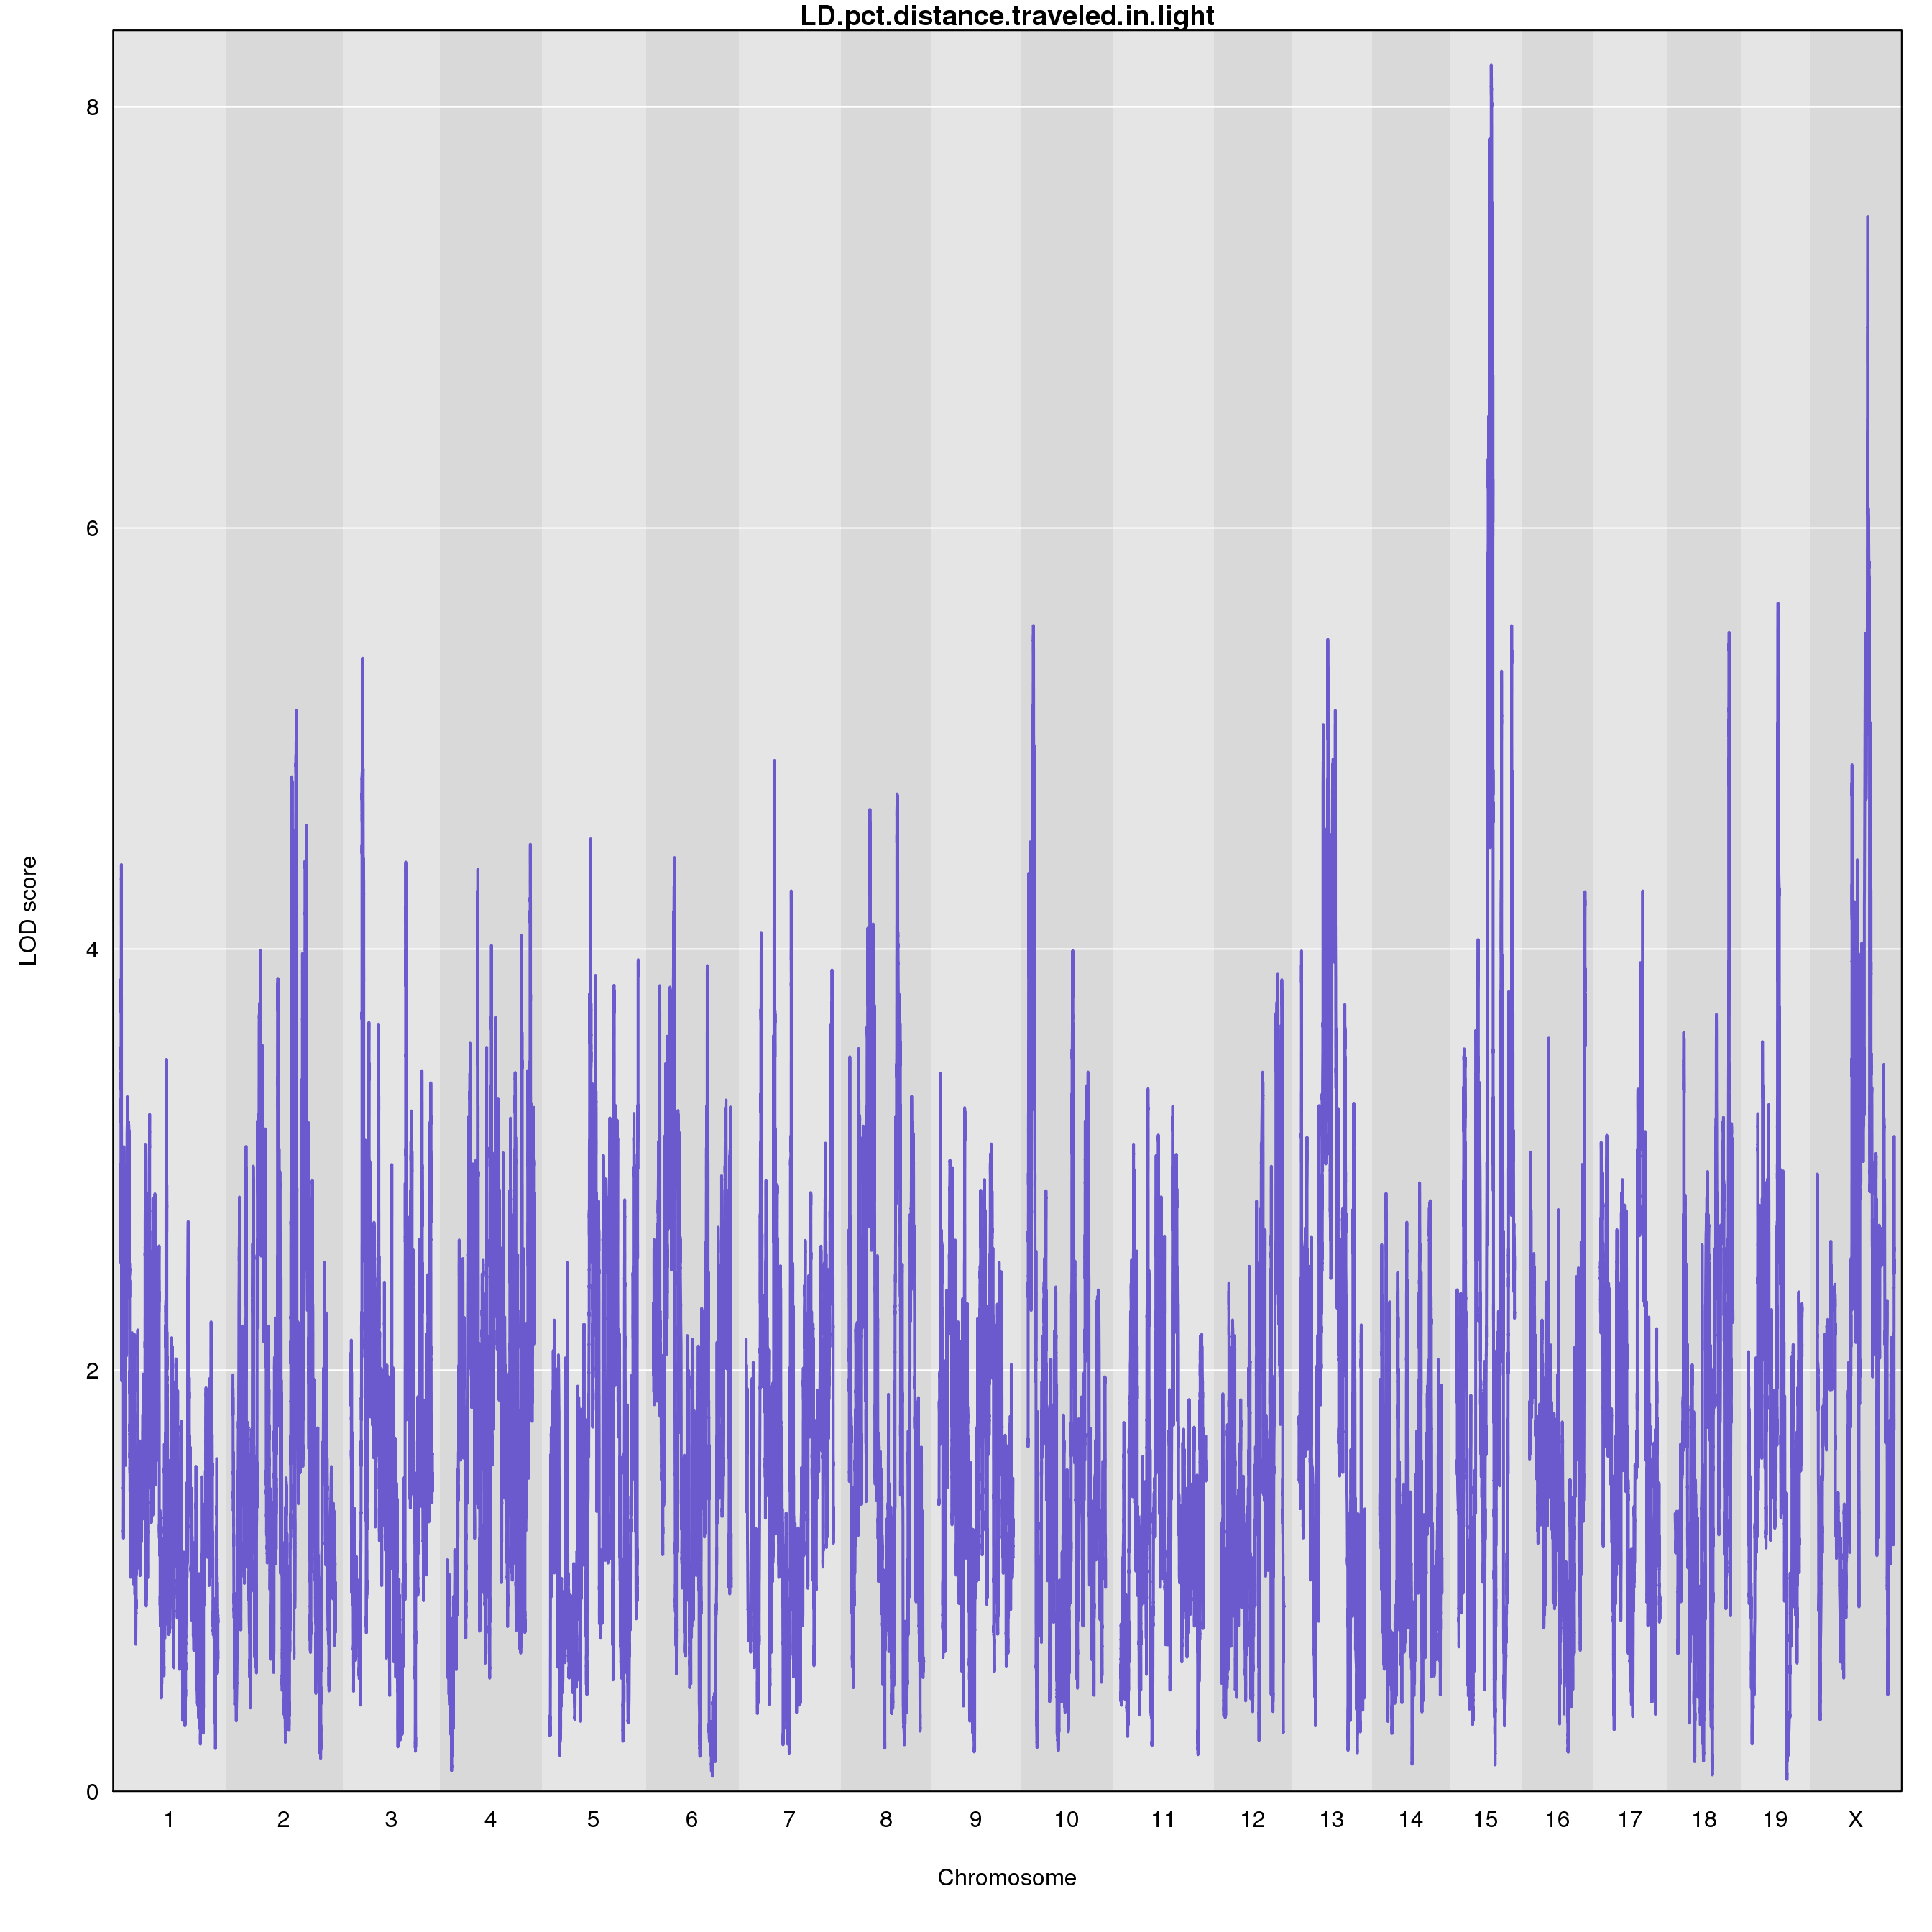 LD.pct.distance.traveled.in.light
8
6
4
2
0
LOD score
1 2 3 4 5 6 7 8 9 10 11 12 13 14 15 16 17 18 19 X
Chromosome